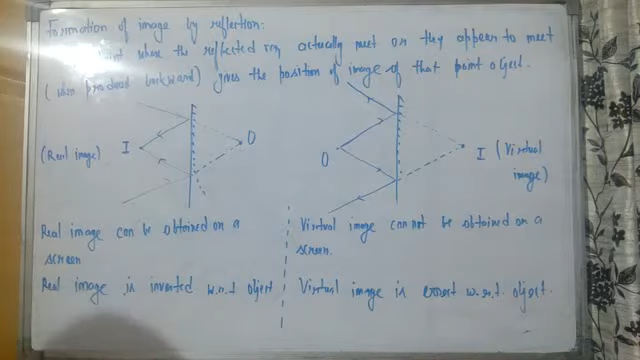 Formation of image by reflection:
point where the reflected ray actually meet or they appear to meet
(when produced backward) gives the position of image of that point object.
(Real image) I O
O I (Virtual
image)
Real image can be obtained on a
screen
Real image is inverted w.r.t object
Virtual image can not be obtained on a
screen.
Virtual image is errect w.r.t. object.